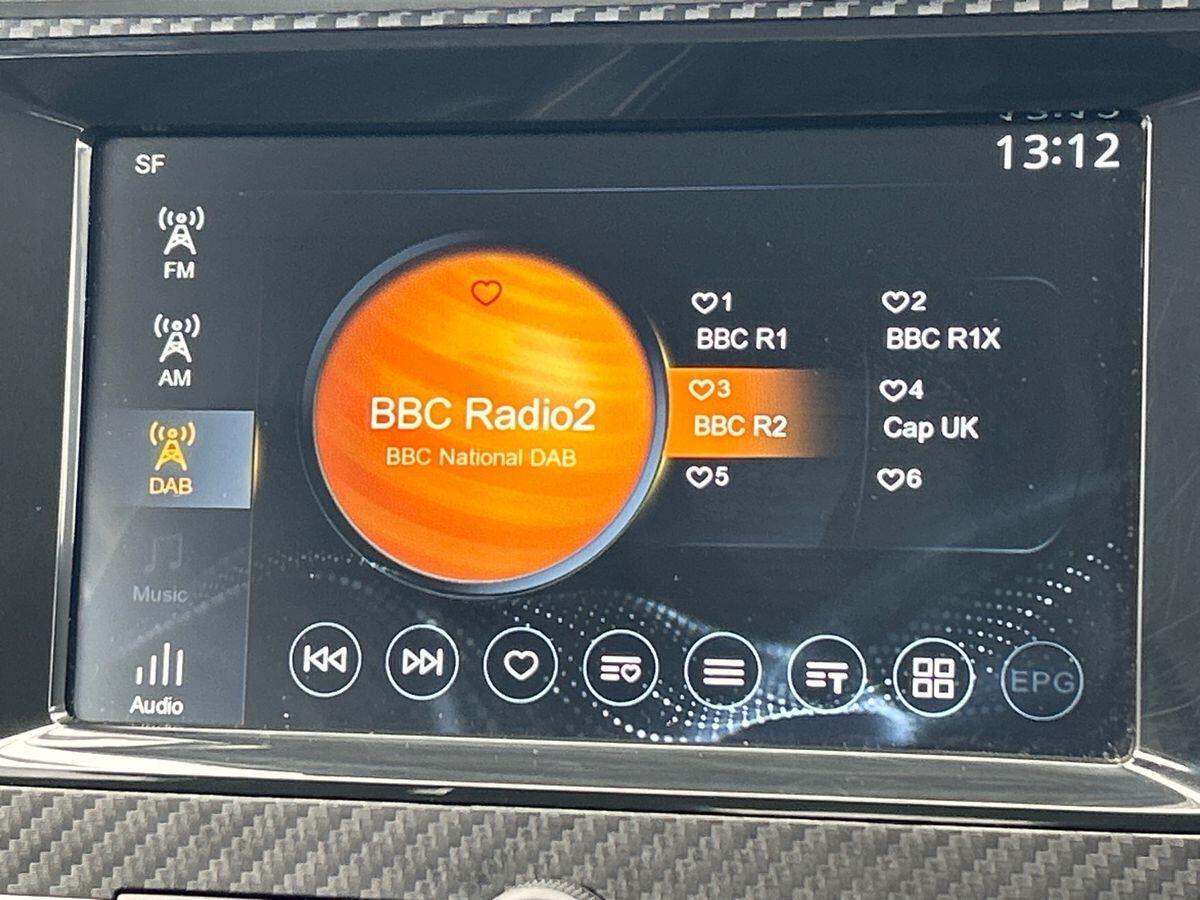 SF
13:12
FM
AM
DAB
Music
Audio
BBC Radio2
BBC National DAB
1
BBC R1
2
BBC R1X
3
BBC R2
4
Cap UK
5
6
T
EPG